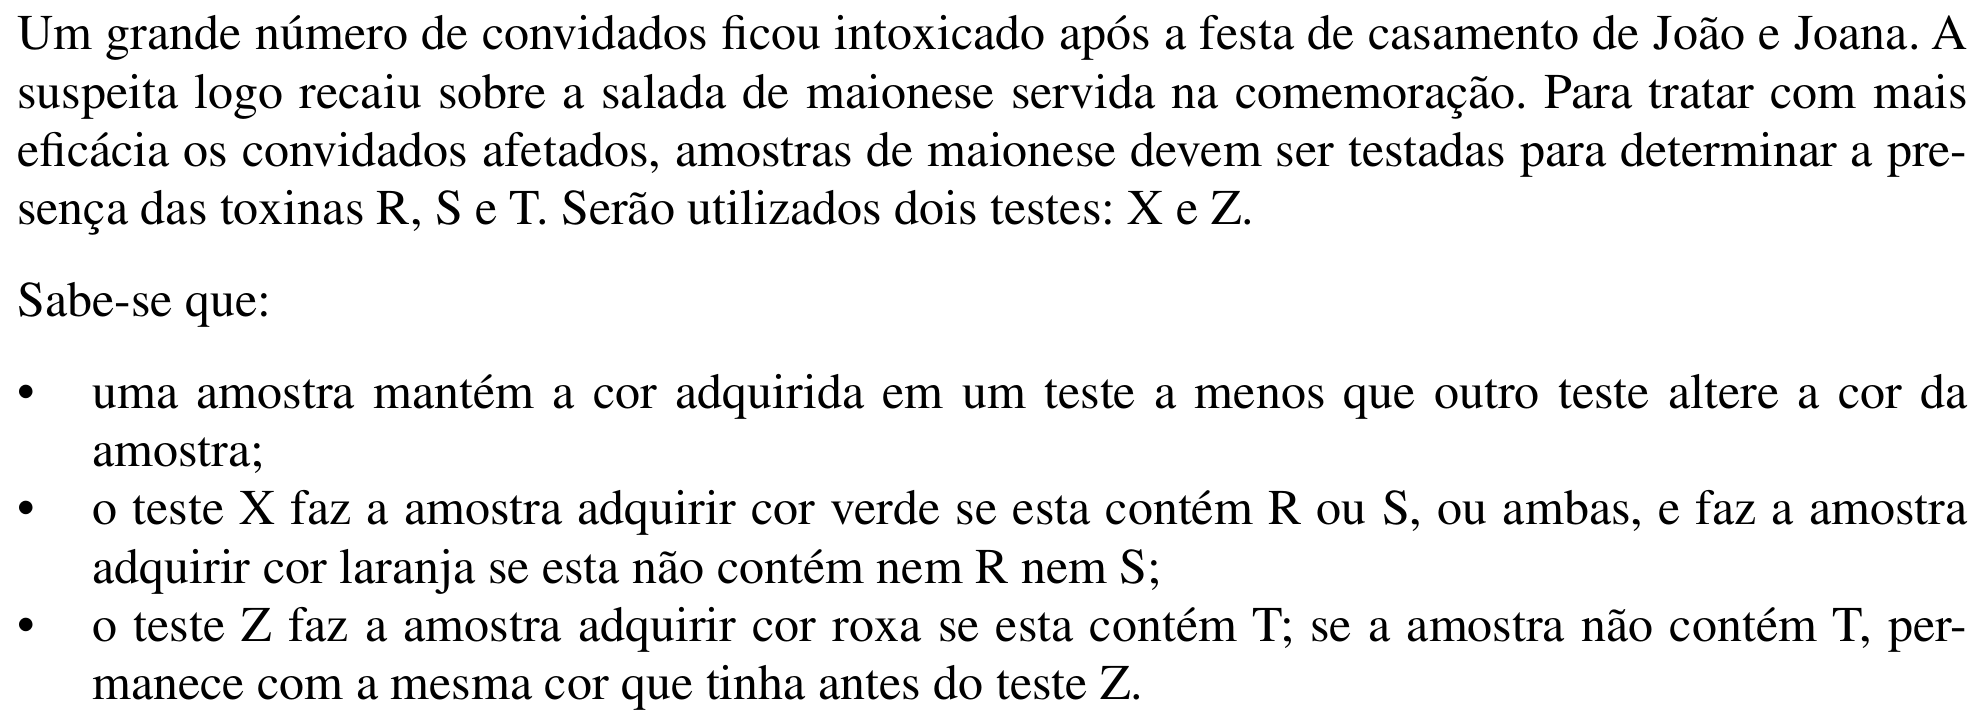 Um grande número de convidados ficou intoxicado após a festa de casamento de João e Joana. A
suspeita logo recaiu sobre a salada de maionese servida na comemoração. Para tratar com mais
eficácia os convidados afetados, amostras de maionese devem ser testadas para determinar a pre-
sença das toxinas R, S e T. Serão utilizados dois testes: X e Z.
Sabe-se que:
• uma amostra mantém a cor adquirida em um teste a menos que outro teste altere a cor da
amostra;
• o teste X faz a amostra adquirir cor verde se esta contém R ou S, ou ambas, e faz a amostra
adquirir cor laranja se esta não contém nem R nem S;
• o teste Z faz a amostra adquirir cor roxa se esta contém T; se a amostra não contém T, per-
manece com a mesma cor que tinha antes do teste Z.